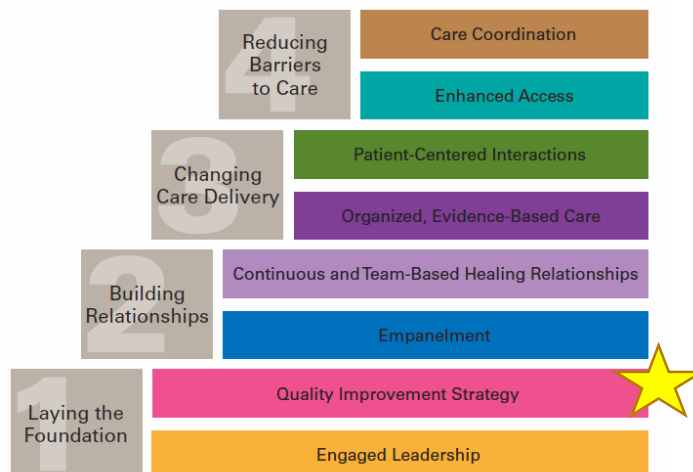 4
Reducing
Barriers
to Care
Care Coordination
Enhanced Access
3
Changing
Care Delivery
Patient-Centered Interactions
Organized, Evidence-Based Care
2
Building
Relationships
Continuous and Team-Based Healing Relationships
Empanelment
1
Laying the
Foundation
Quality Improvement Strategy
Engaged Leadership